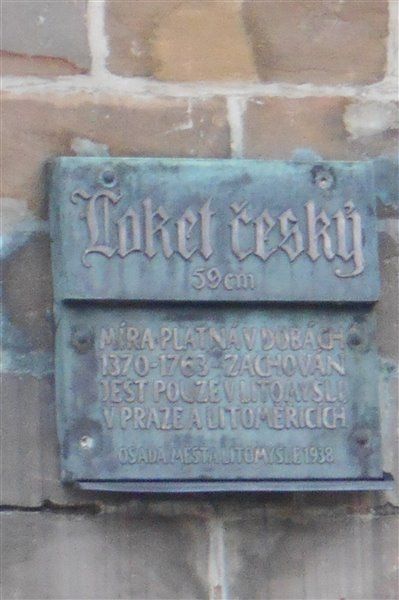 Loket český
59 cm
MÍRA PLATNÁ V DOBÁCH
1370-1763 - ZACHOVÁN
JEST POUZE V LITOMYŠLI
V PRAZE A LITOMĚŘICÍCH
OSADA MĚSTA LITOMYŠLE 1938